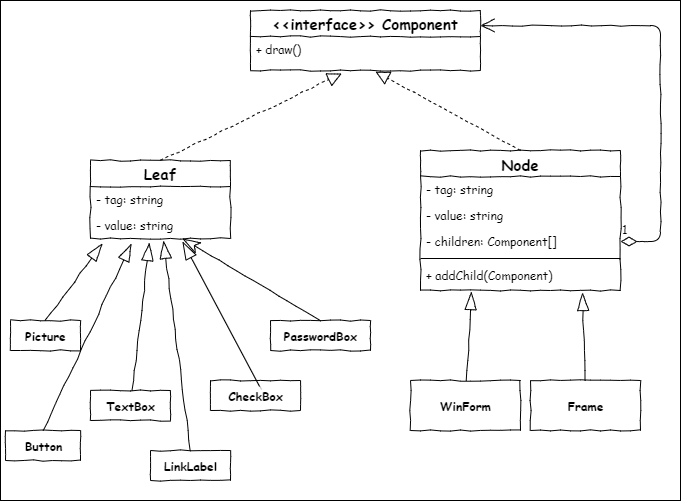 <<interface>> Component
+ draw()
Leaf
- tag: string
- value: string
Node
- tag: string
- value: string
- children: Component[]
1
+ addChild(Component)
Picture
PasswordBox
TextBox
CheckBox
Button
LinkLabel
WinForm
Frame